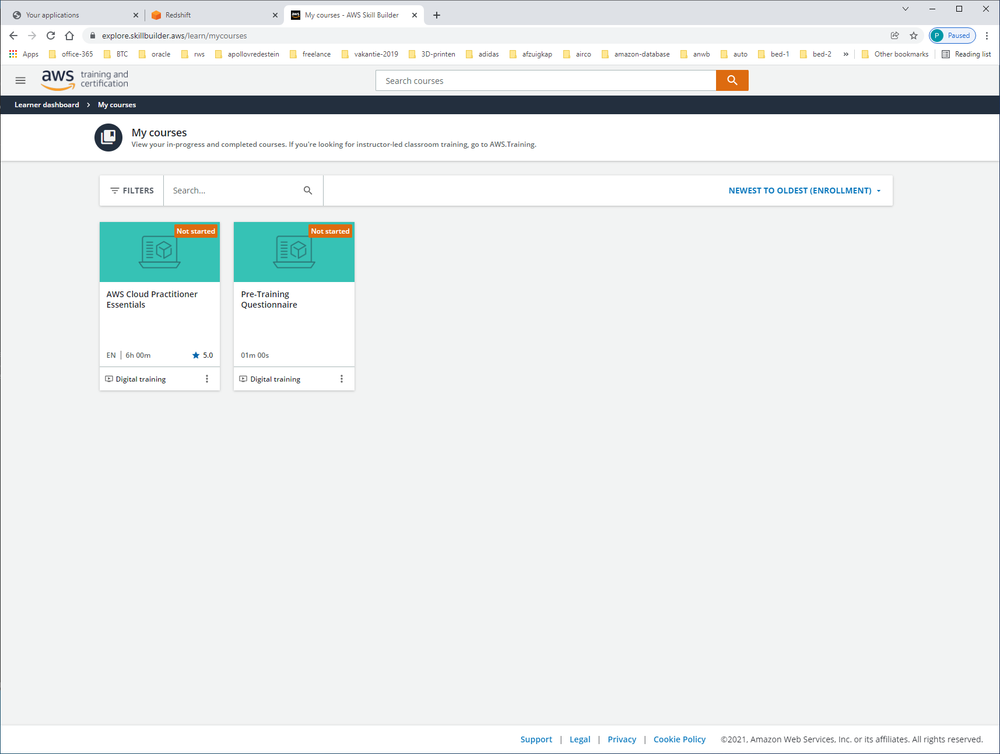 Your applications
Redshift
aws
My courses - AWS Skill Builder
explore.skillbuilder.aws/learn/mycourses
P
Paused
Apps
office-365
BTC
oracle
rws
apollovredestein
freelance
vakantie-2019
3D-printen
adidas
afzuigkap
airco
amazon-database
anwb
auto
bed-1
bed-2
»
Other bookmarks
Reading list
aws
training and
certification
Search courses
Learner dashboard > My courses
My courses
View your in-progress and completed courses. If you're looking for instructor-led classroom training, go to AWS.Training.
FILTERS
Search...
NEWEST TO OLDEST (ENROLLMENT)
Not started
AWS Cloud Practitioner
Essentials
EN | 6h 00m
5.0
Digital training
Not started
Pre-Training
Questionnaire
01m 00s
Digital training
Support | Legal | Privacy | Cookie Policy
©2021, Amazon Web Services, Inc. or its affiliates. All rights reserved.